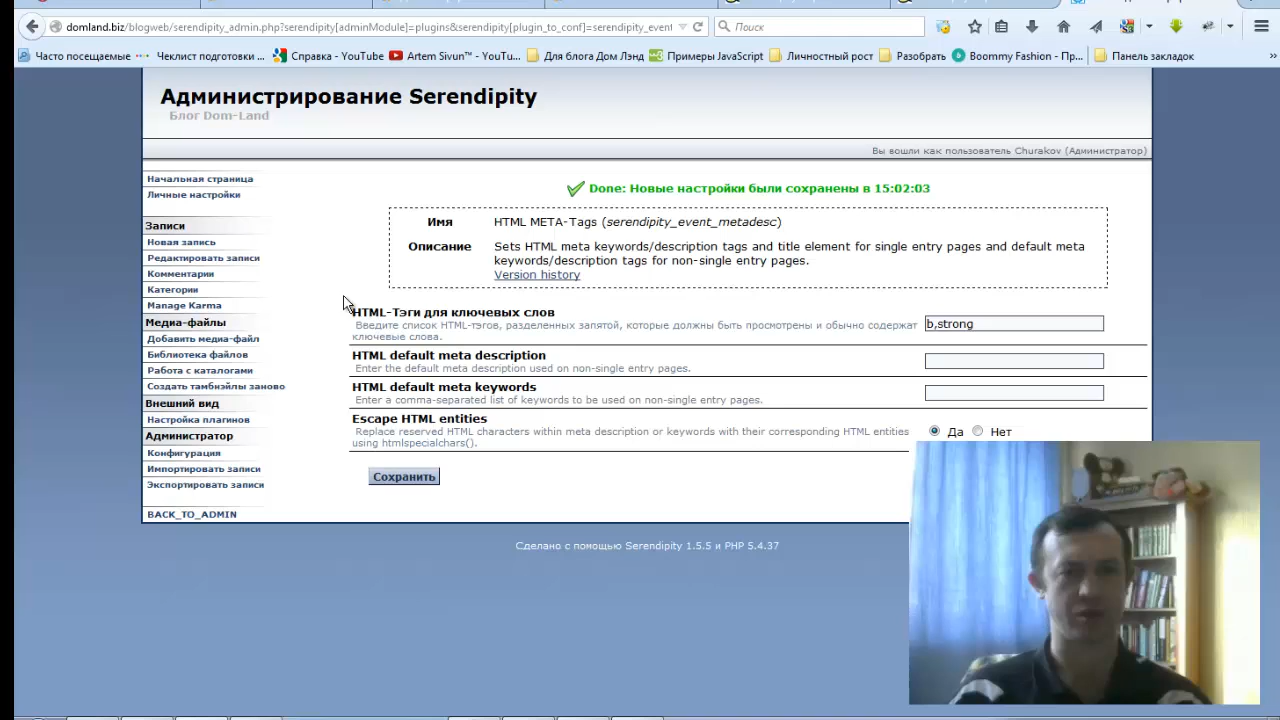 domland.biz/blogweb/serendipity_admin.php?serendipity[adminModule]=plugins&serendipity[plugin_to_conf]=serendipity_event
Поиск
Часто посещаемые
Чеклист подготовки ...
Справка - YouTube
Artem Sivun™ - YouTu...
Для блога Дом Лэнд
Примеры JavaScript
Личностный рост
Разобрать
Boommy Fashion - Пр...
Панель закладок
Администрирование Serendipity
Блог Dom-Land
Вы вошли как пользователь Churakov (Администратор)
Начальная страница
Личные настройки
Записи
Новая запись
Редактировать записи
Комментарии
Категории
Manage Karma
Медиа-файлы
Добавить медиа-файл
Библиотека файлов
Работа с каталогами
Создать тамбнэйлы заново
Внешний вид
Настройка плагинов
Администратор
Конфигурация
Импортировать записи
Экспортировать записи
BACK_TO_ADMIN
Done: Новые настройки были сохранены в 15:02:03
Имя HTML META-Tags (serendipity_event_metadesc)
Описание Sets HTML meta keywords/description tags and title element for single entry pages and default meta
keywords/description tags for non-single entry pages.
Version history
HTML-Тэги для ключевых слов
Введите список HTML-тэгов, разделенных запятой, которые должны быть просмотрены и обычно содержат
ключевые слова.
b,strong
HTML default meta description
Enter the default meta description used on non-single entry pages.
HTML default meta keywords
Enter a comma-separated list of keywords to be used on non-single entry pages.
Escape HTML entities
Replace reserved HTML characters within meta description or keywords with their corresponding HTML entities
using htmlspecialchars().
Да Нет
Сохранить
Сделано с помощью Serendipity 1.5.5 и PHP 5.4.37